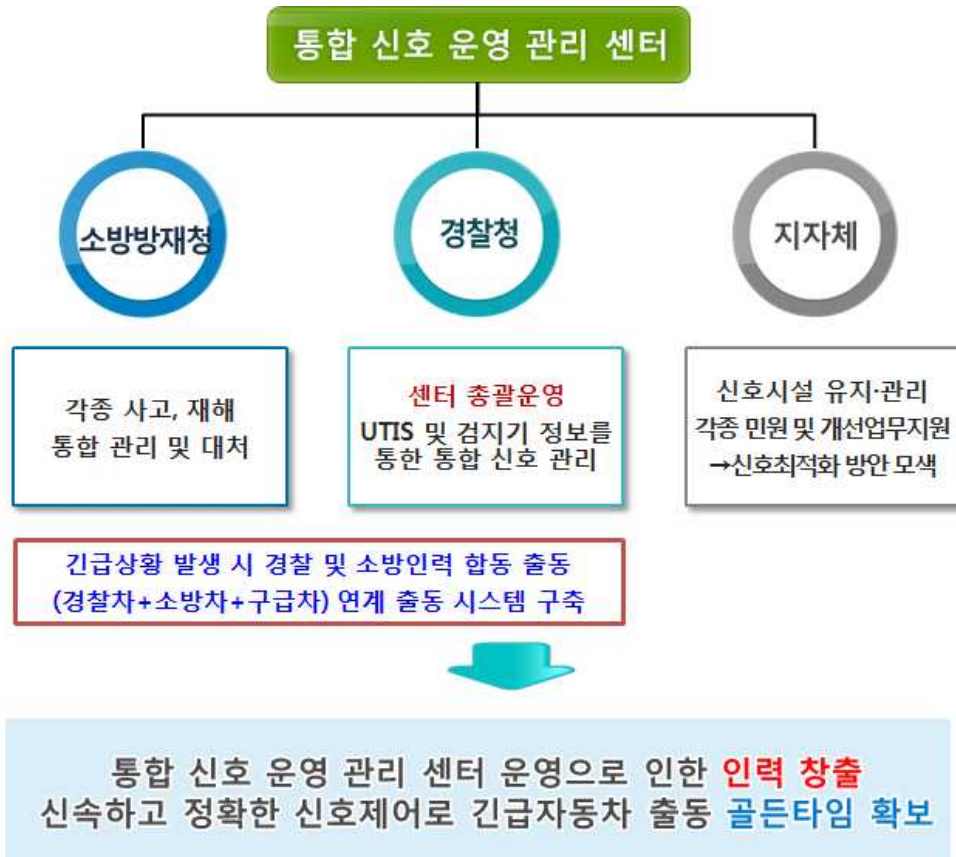 통합 신호 운영 관리 센터
소방방재청
경찰청
지자체
각종 사고, 재해
통합 관리 및 대처
센터 총괄운영
UTIS 및 검지기 정보를
통한 통합 신호 관리
신호시설 유지·관리
각종 민원 및 개선업무지원
→신호최적화 방안 모색
긴급상황 발생 시 경찰 및 소방인력 합동 출동
(경찰차+소방차+구급차) 연계 출동 시스템 구축
통합 신호 운영 관리 센터 운영으로 인한 인력 창출
신속하고 정확한 신호제어로 긴급자동차 출동 골든타임 확보